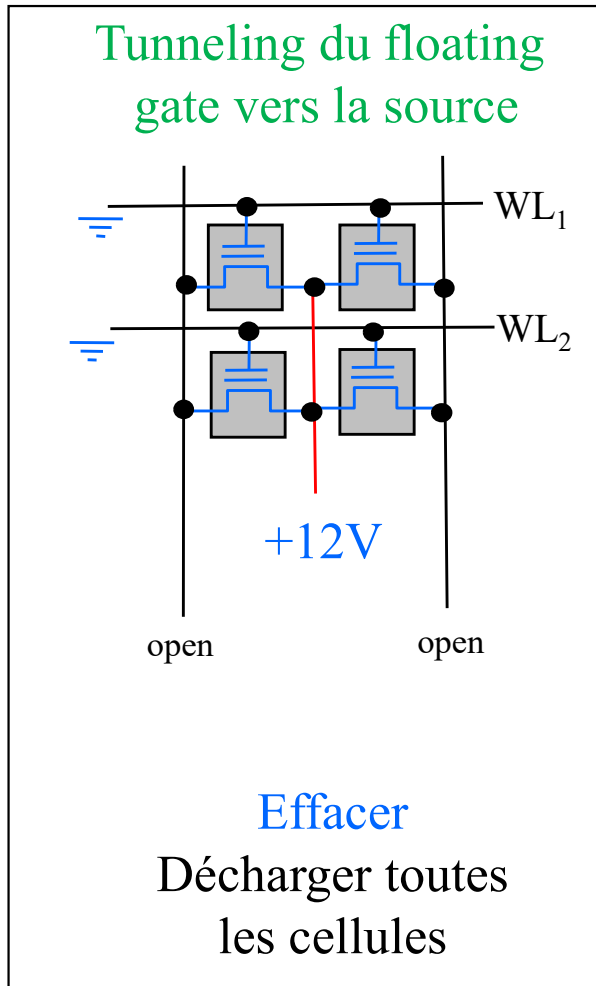 Tunneling du floating
gate vers la source
WL₁
WL₂
+12V
open
open
Effacer
Décharger toutes
les cellules